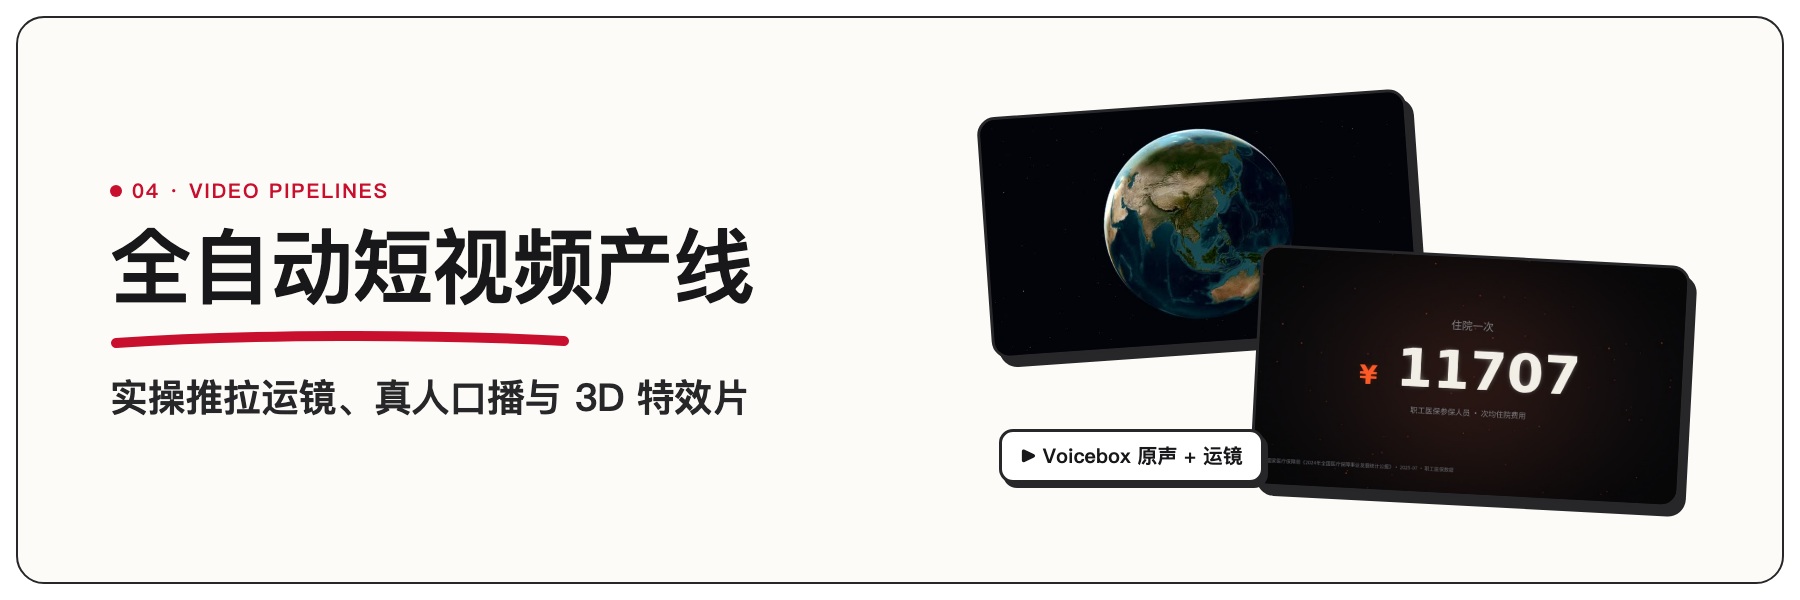 04 · VIDEO PIPELINES
全自动短视频产线
实操推拉运镜、真人口播与 3D 特效片
住院一次
¥ 11707
职工医保参保人员 · 次均住院费用
Voicebox 原声 + 运镜